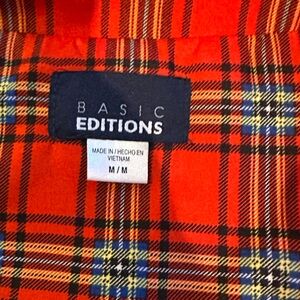 BASIC
EDITIONS
MADE IN / HECHO EN
VIETNAM
M / M